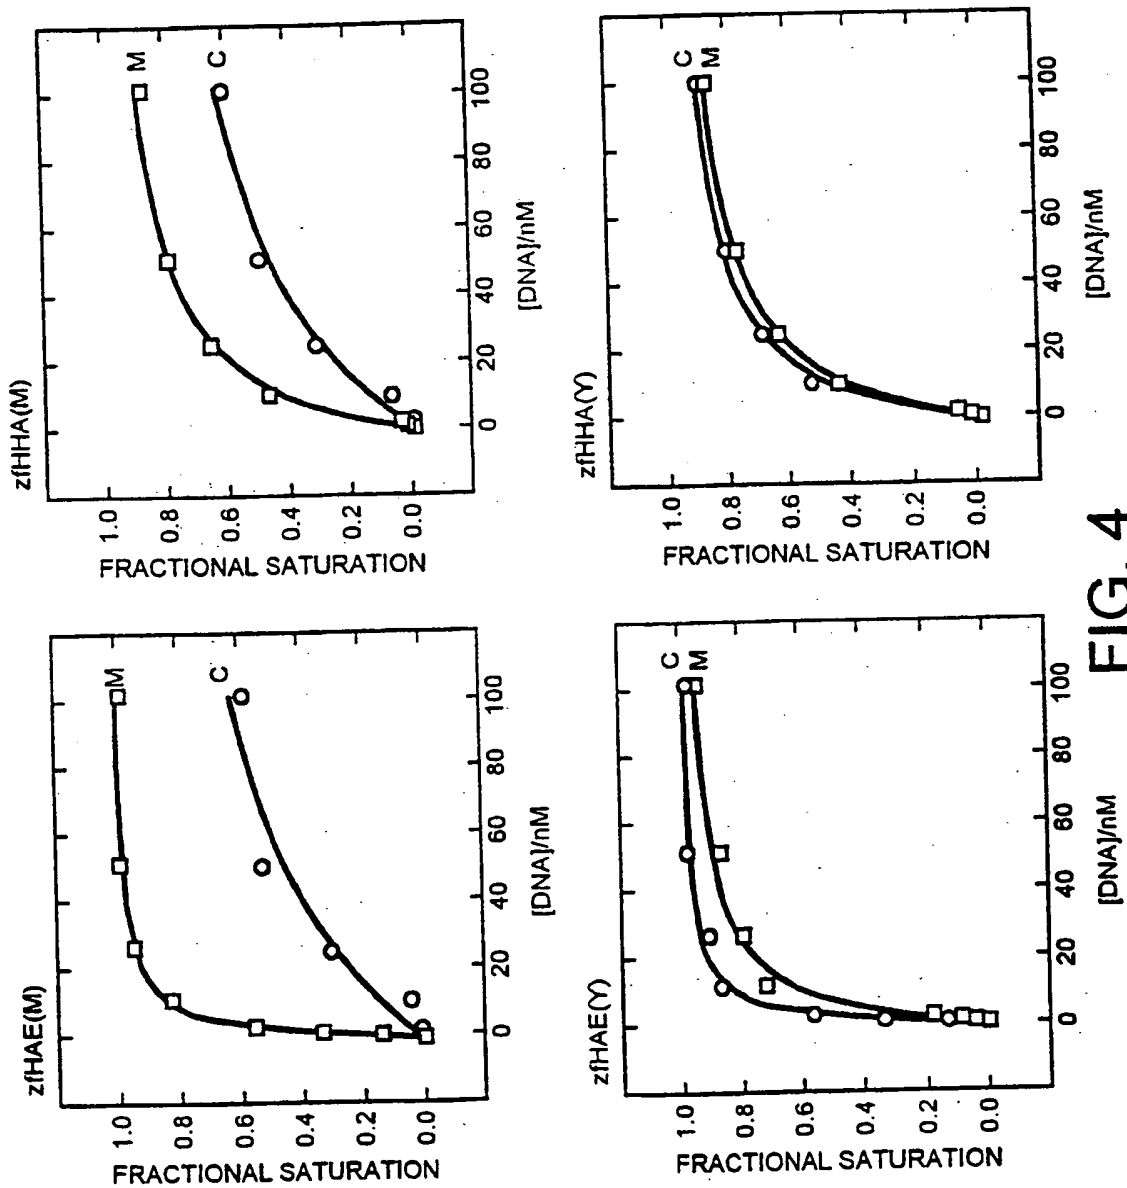 zfHAE(M)
FRACTIONAL SATURATION
1.0
0.8
0.6
0.4
0.2
0.0
M
C
0 20 40 60 80 100
[DNA]/nM
zfHHA(M)
FRACTIONAL SATURATION
1.0
0.8
0.6
0.4
0.2
0.0
M
C
0 20 40 60 80 100
[DNA]/nM
zfHAE(Y)
FRACTIONAL SATURATION
1.0
0.8
0.6
0.4
0.2
0.0
C
M
0 20 40 60 80 100
[DNA]/nM
zfHHA(Y)
FRACTIONAL SATURATION
1.0
0.8
0.6
0.4
0.2
0.0
C
M
0 20 40 60 80 100
[DNA]/nM
FIG. 4